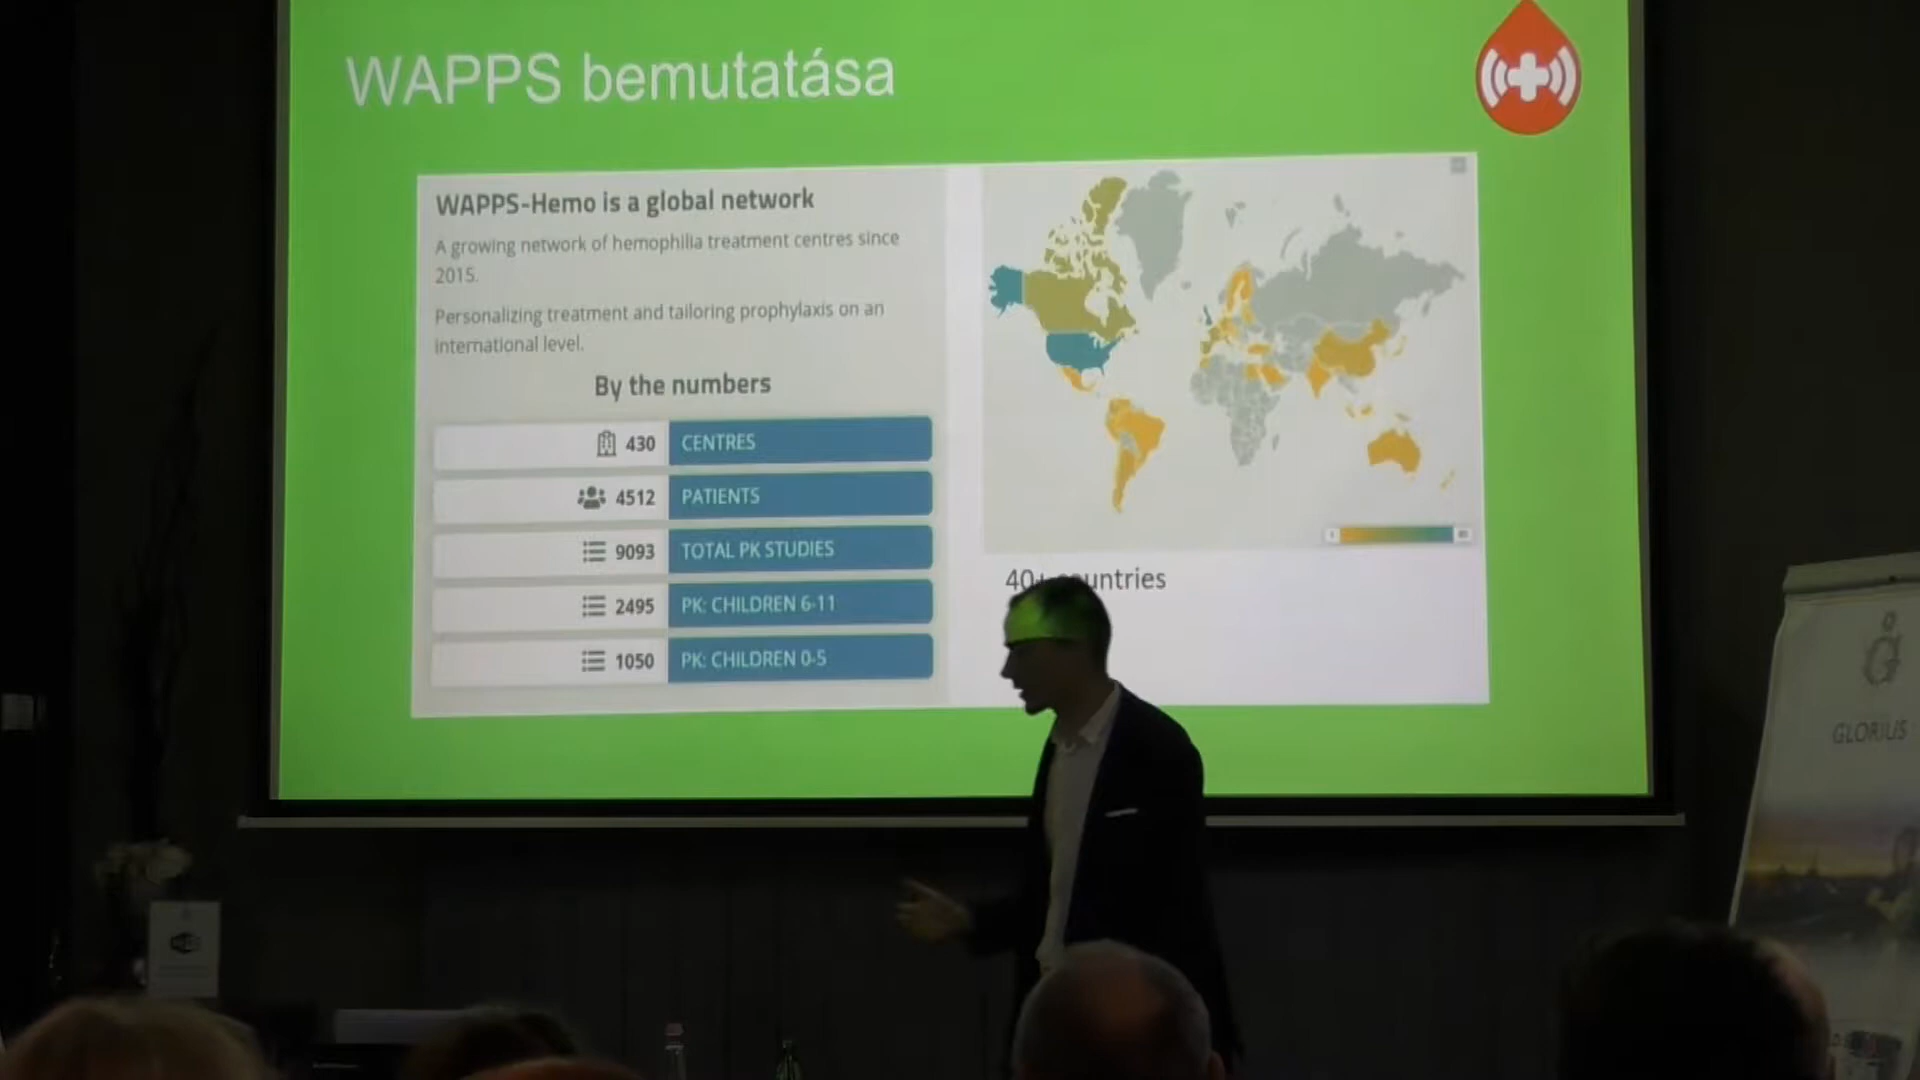 WAPPS bemutatása
WAPPS-Hemo is a global network
A growing network of hemophilia treatment centres since
2015.
Personalizing treatment and tailoring prophylaxis on an
international level.
By the numbers
430 CENTRES
4512 PATIENTS
9093 TOTAL PK STUDIES
2495 PK: CHILDREN 6-11
1050 PK: CHILDREN 0-5
40+ countries
GLORIUS